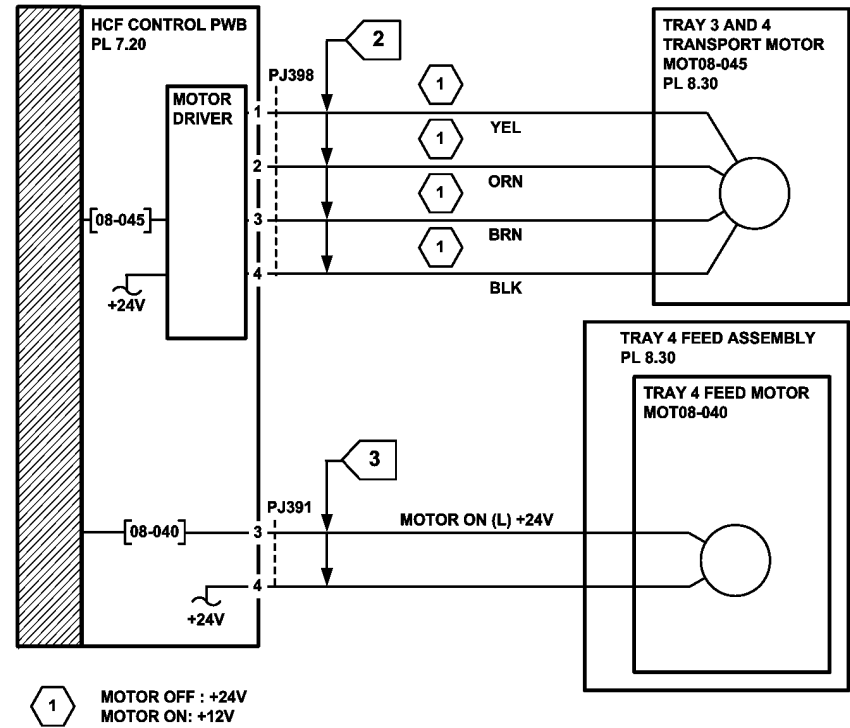 HCF CONTROL PWB
PL 7.20
2
TRAY 3 AND 4
TRANSPORT MOTOR
MOT08-045
PL 8.30
PJ398
MOTOR
DRIVER
1
1
YEL
1
2
ORN
1
08-045
3
BRN
1
+24V
4
BLK
TRAY 4 FEED ASSEMBLY
PL 8.30
TRAY 4 FEED MOTOR
MOT08-040
3
PJ391
08-040
3
MOTOR ON (L) +24V
4
+24V
1
MOTOR OFF : +24V
MOTOR ON: +12V